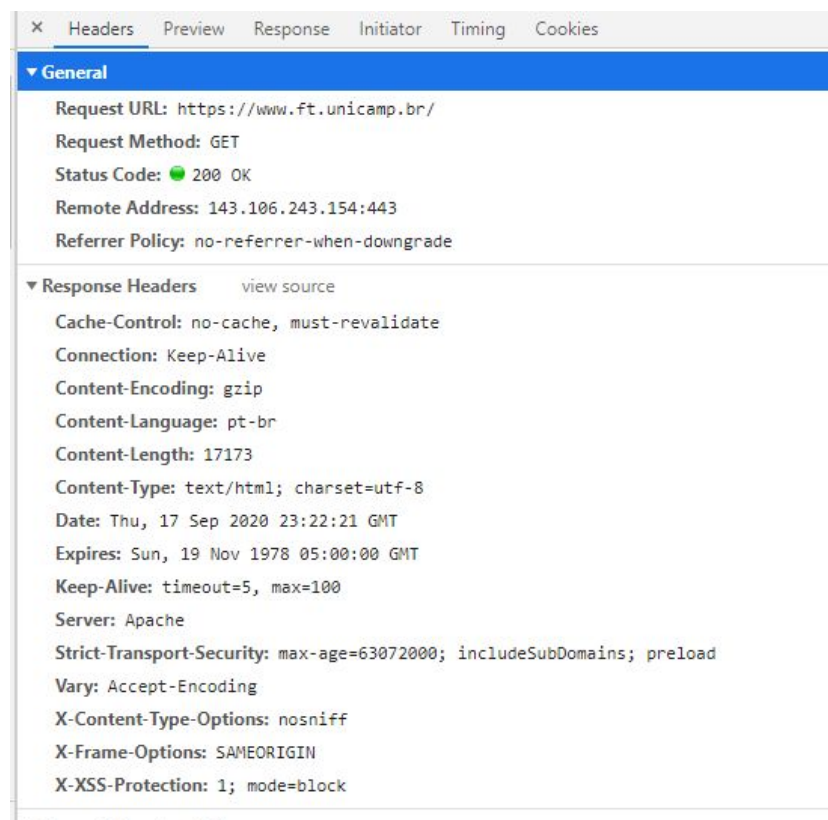 × Headers Preview Response Initiator Timing Cookies
▼ General
Request URL: https://www.ft.unicamp.br/
Request Method: GET
Status Code: 200 OK
Remote Address: 143.106.243.154:443
Referrer Policy: no-referrer-when-downgrade
▼ Response Headers view source
Cache-Control: no-cache, must-revalidate
Connection: Keep-Alive
Content-Encoding: gzip
Content-Language: pt-br
Content-Length: 17173
Content-Type: text/html; charset=utf-8
Date: Thu, 17 Sep 2020 23:22:21 GMT
Expires: Sun, 19 Nov 1978 05:00:00 GMT
Keep-Alive: timeout=5, max=100
Server: Apache
Strict-Transport-Security: max-age=63072000; includeSubDomains; preload
Vary: Accept-Encoding
X-Content-Type-Options: nosniff
X-Frame-Options: SAMEORIGIN
X-XSS-Protection: 1; mode=block